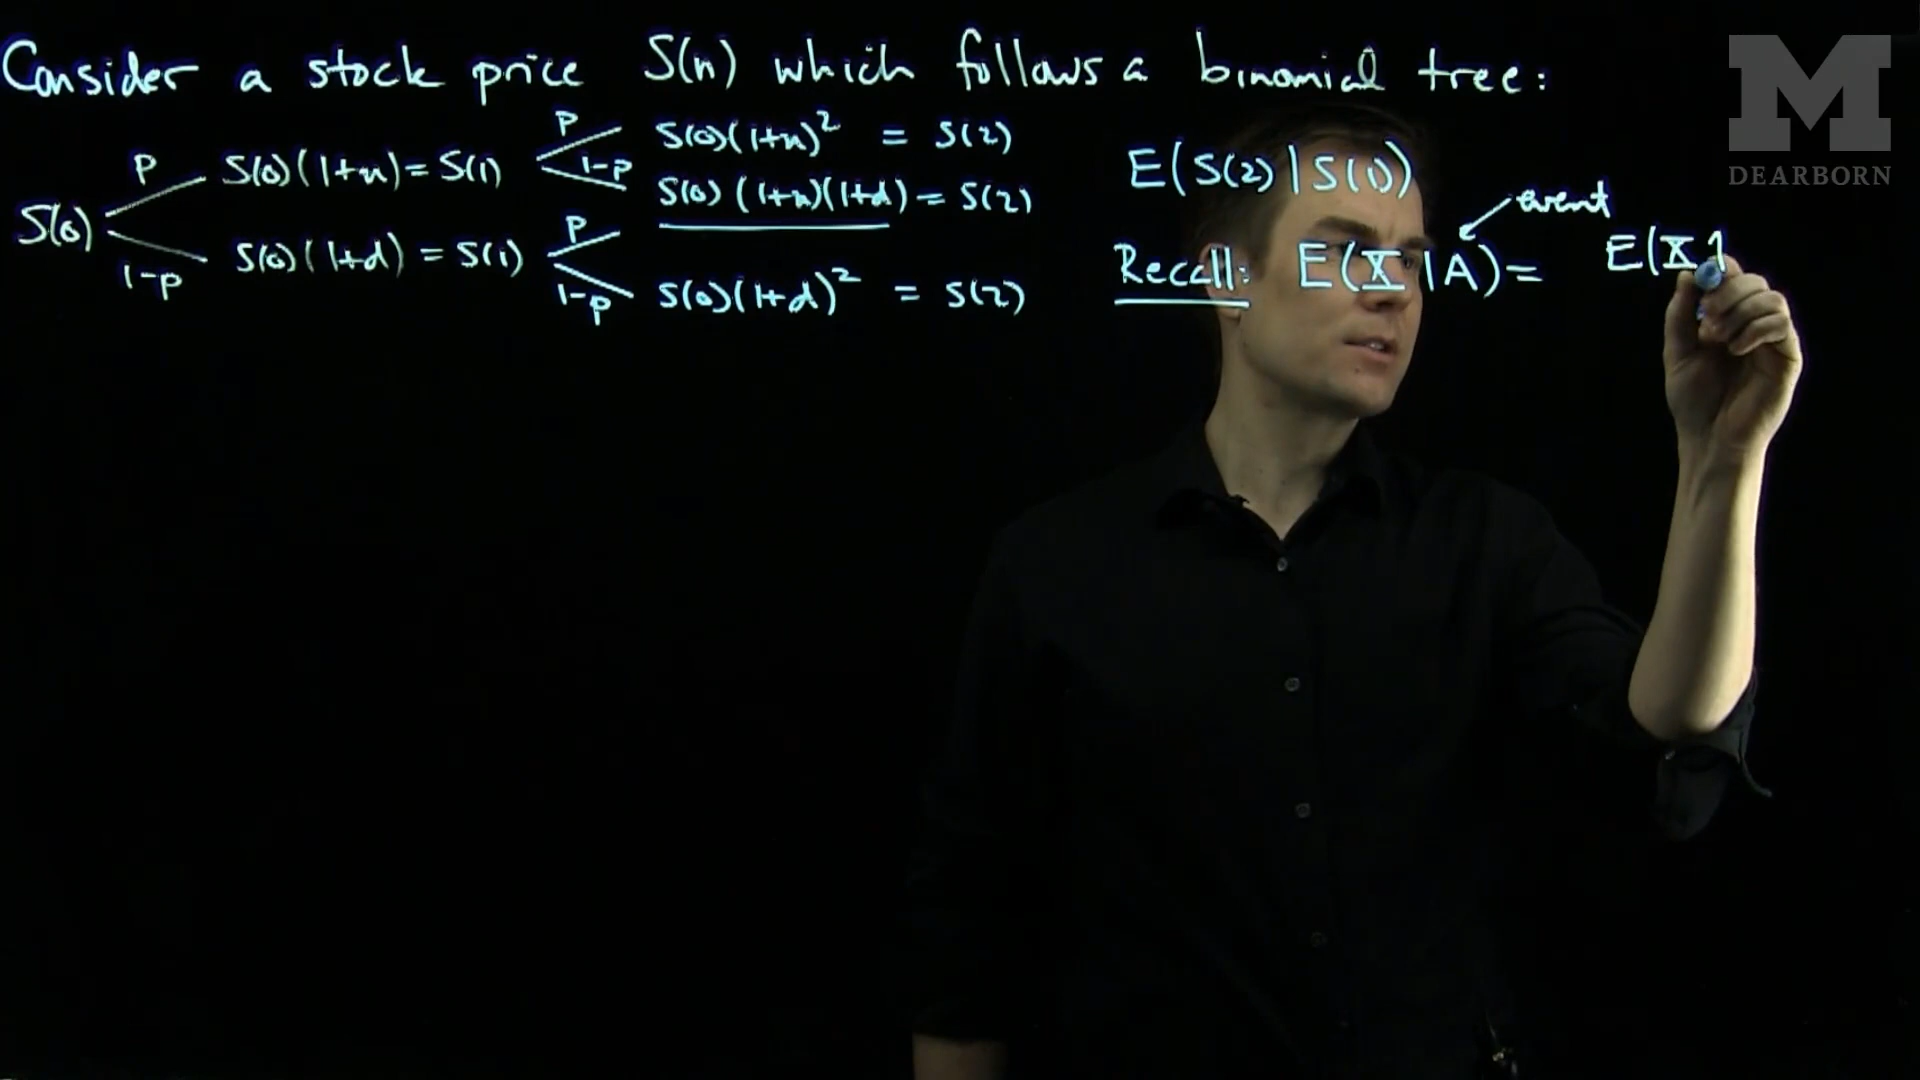 Consider a stock price S(n) which follows a binomial tree:
S(0)
p
1-p
S(0)(1+u) = S(1)
S(0)(1+d) = S(1)
p
1-p
p
1-p
S(0)(1+u)² = S(2)
S(0)(1+u)(1+d) = S(2)
S(0)(1+d)² = S(2)
E(S(2) | S(1))
event
Recall: E(X | A) = E(X 1
M
DEARBORN